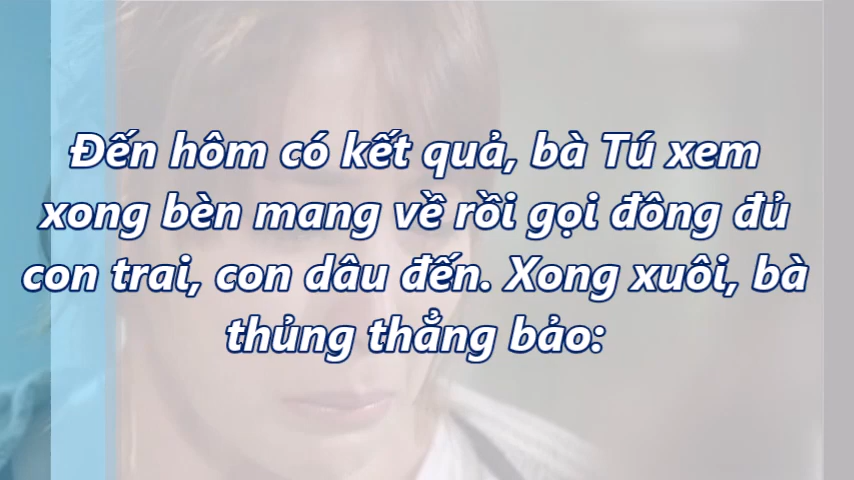 Đến hôm có kết quả, bà Tú xem
xong bèn mang về rồi gọi đông đủ
con trai, con dâu đến. Xong xuôi, bà
thủng thẳng bảo: